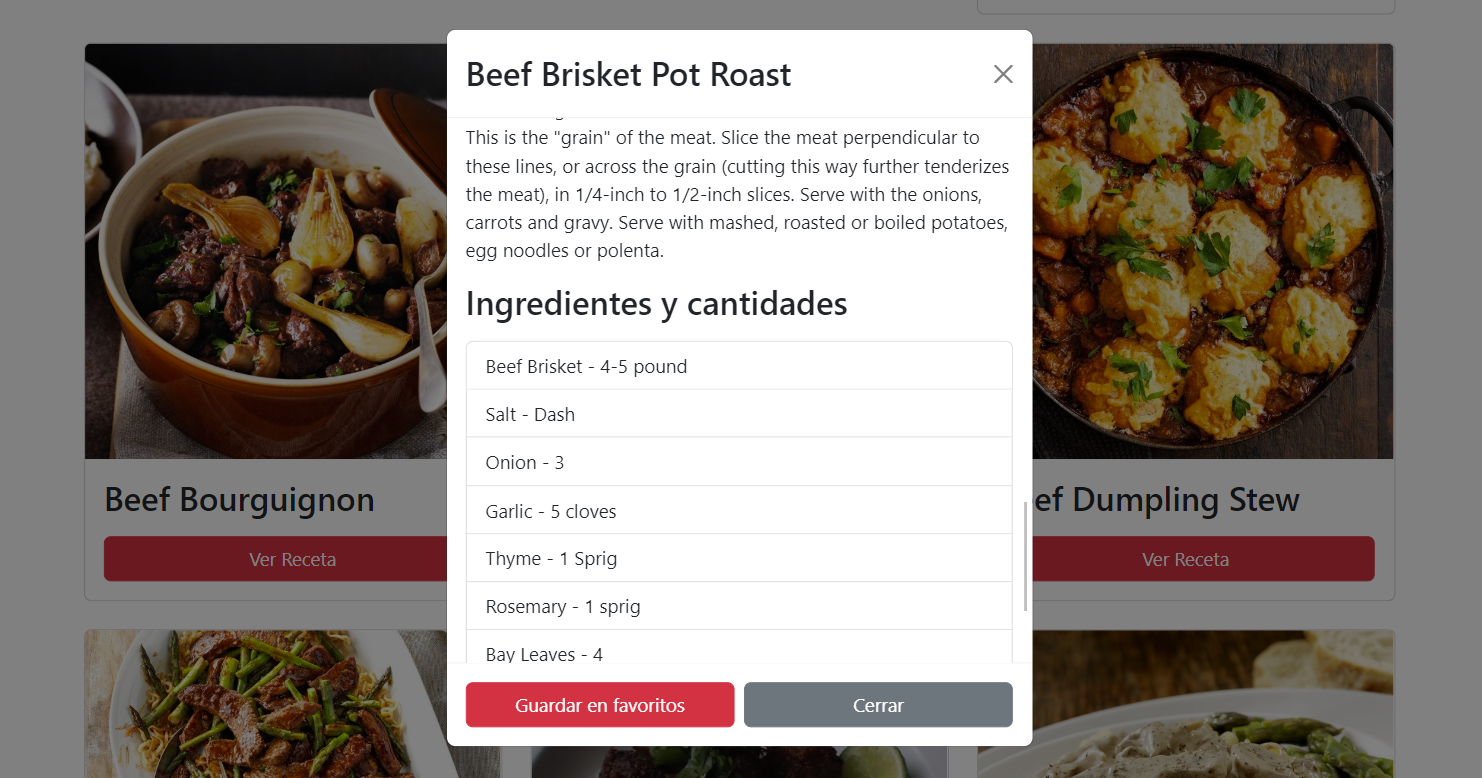 Beef Brisket Pot Roast
This is the "grain" of the meat. Slice the meat perpendicular to
these lines, or across the grain (cutting this way further tenderizes
the meat), in 1/4-inch to 1/2-inch slices. Serve with the onions,
carrots and gravy. Serve with mashed, roasted or boiled potatoes,
egg noodles or polenta.
Ingredientes y cantidades
Beef Brisket - 4-5 pound
Salt - Dash
Onion - 3
Garlic - 5 cloves
Thyme - 1 Sprig
Rosemary - 1 sprig
Bay Leaves - 4
Guardar en favoritos
Cerrar
Beef Bourguignon
Ver Receta
ef Dumpling Stew
Ver Receta